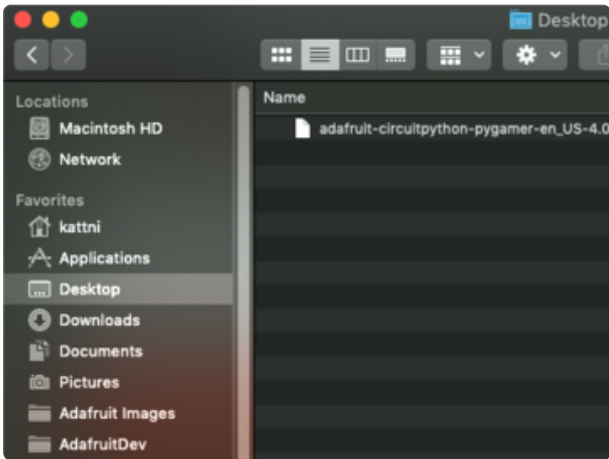 Desktop
Locations
Name
Macintosh HD
adafruit-circuitpython-pygamer-en_US-4.0
Network
Favorites
kattni
Applications
Desktop
Downloads
Documents
Pictures
Adafruit Images
AdafruitDev